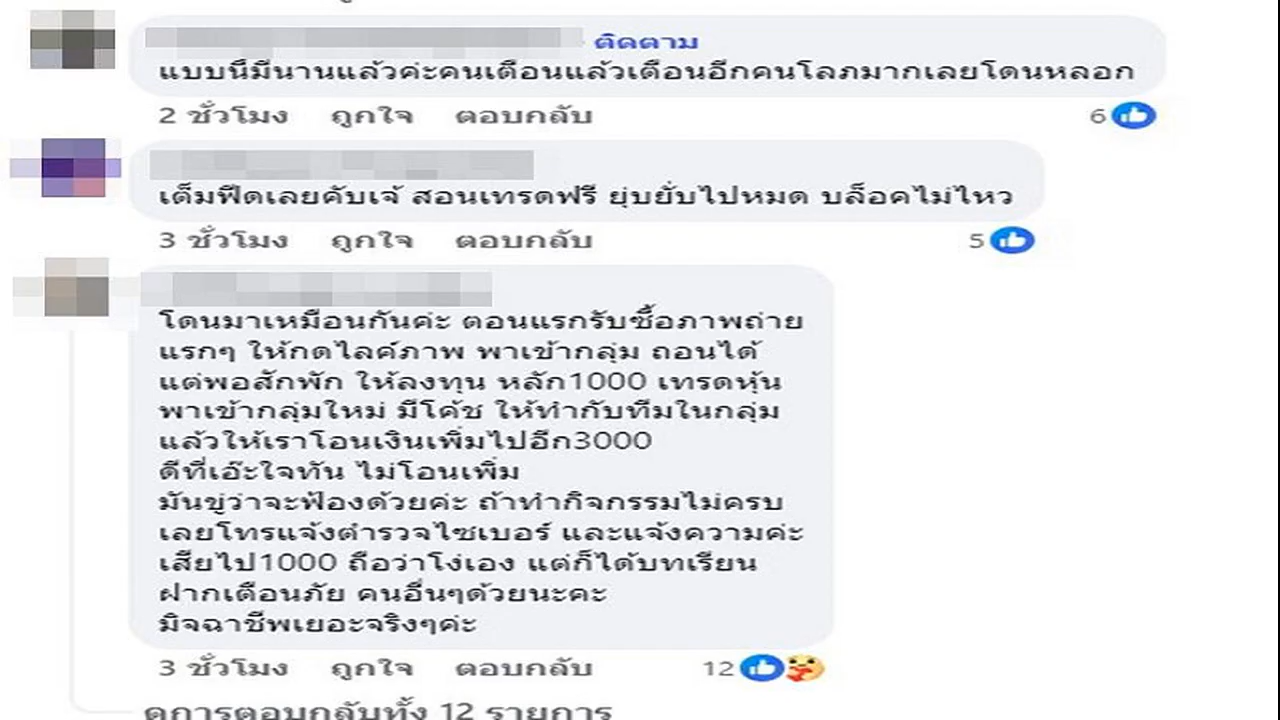 ติดตาม
แบบนี้มีนานแล้วค่ะคนเตือนแล้วเตือนอีกคนโลภมากเลยโดนหลอก
2 ชั่วโมง ถูกใจ ตอบกลับ 6
เต็มฟีดเลยคับเจ้ สอนเทรดฟรี ยุ่บยั่บไปหมด บล็อคไม่ไหว
3 ชั่วโมง ถูกใจ ตอบกลับ 5
โดนมาเหมือนกันค่ะ ตอนแรกรับซื้อภาพถ่าย
แรกๆ ให้กดไลค์ภาพ พาเข้ากลุ่ม ถอนได้
แต่พอสักพัก ให้ลงทุน หลัก1000 เทรดหุ้น
พาเข้ากลุ่มใหม่ มีโค้ช ให้ทำกับทีมในกลุ่ม
แล้วให้เราโอนเงินเพิ่มไปอีก3000
ดีที่เอ๊ะใจทัน ไม่โอนเพิ่ม
มันขู่ว่าจะฟ้องด้วยค่ะ ถ้าทำกิจกรรมไม่ครบ
เลยโทรแจ้งตำรวจไซเบอร์ และแจ้งความค่ะ
เสียไป1000 ถือว่าโง่เอง แต่ก็ได้บทเรียน
ฝากเตือนภัย คนอื่นๆด้วยนะคะ
มิจฉาชีพเยอะจริงๆค่ะ
3 ชั่วโมง ถูกใจ ตอบกลับ 12
ดูการตอบกลับทั้ง 12 รายการ